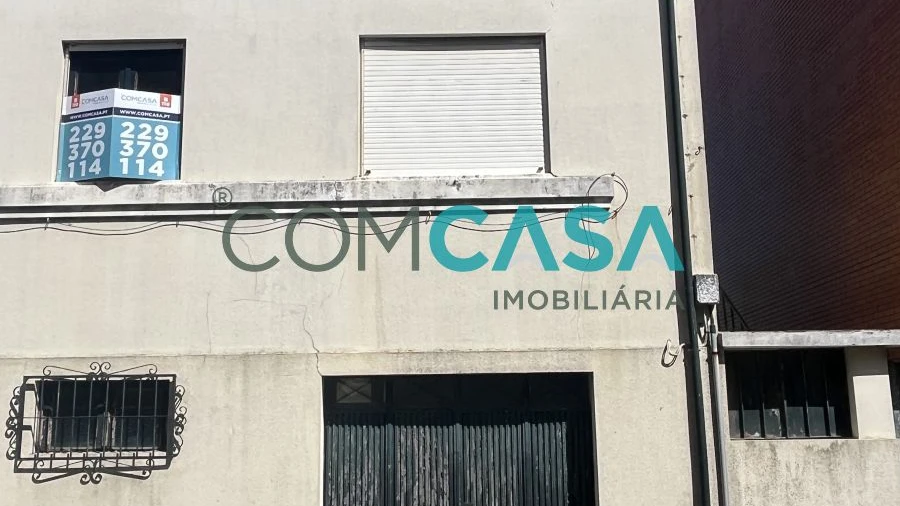 COMCASA COMCASA
WWW.COMCASA.PT WWW.COMCASA.PT
229 229
370 370
114 114
® COMCASA
IMOBILIÁRIA